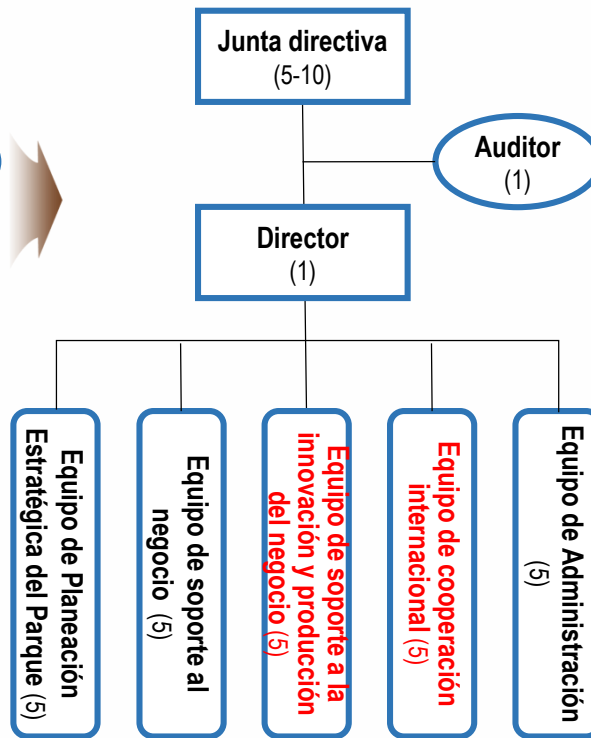 Junta directiva
(5-10)
Auditor
(1)
Director
(1)
Equipo de Planeación
Estratégica del Parque (5)
Equipo de soporte al
negocio (5)
Equipo de soporte a la
innovación y producción
del negocio (5)
Equipo de cooperación
internacional (5)
Equipo de Administración
(5)